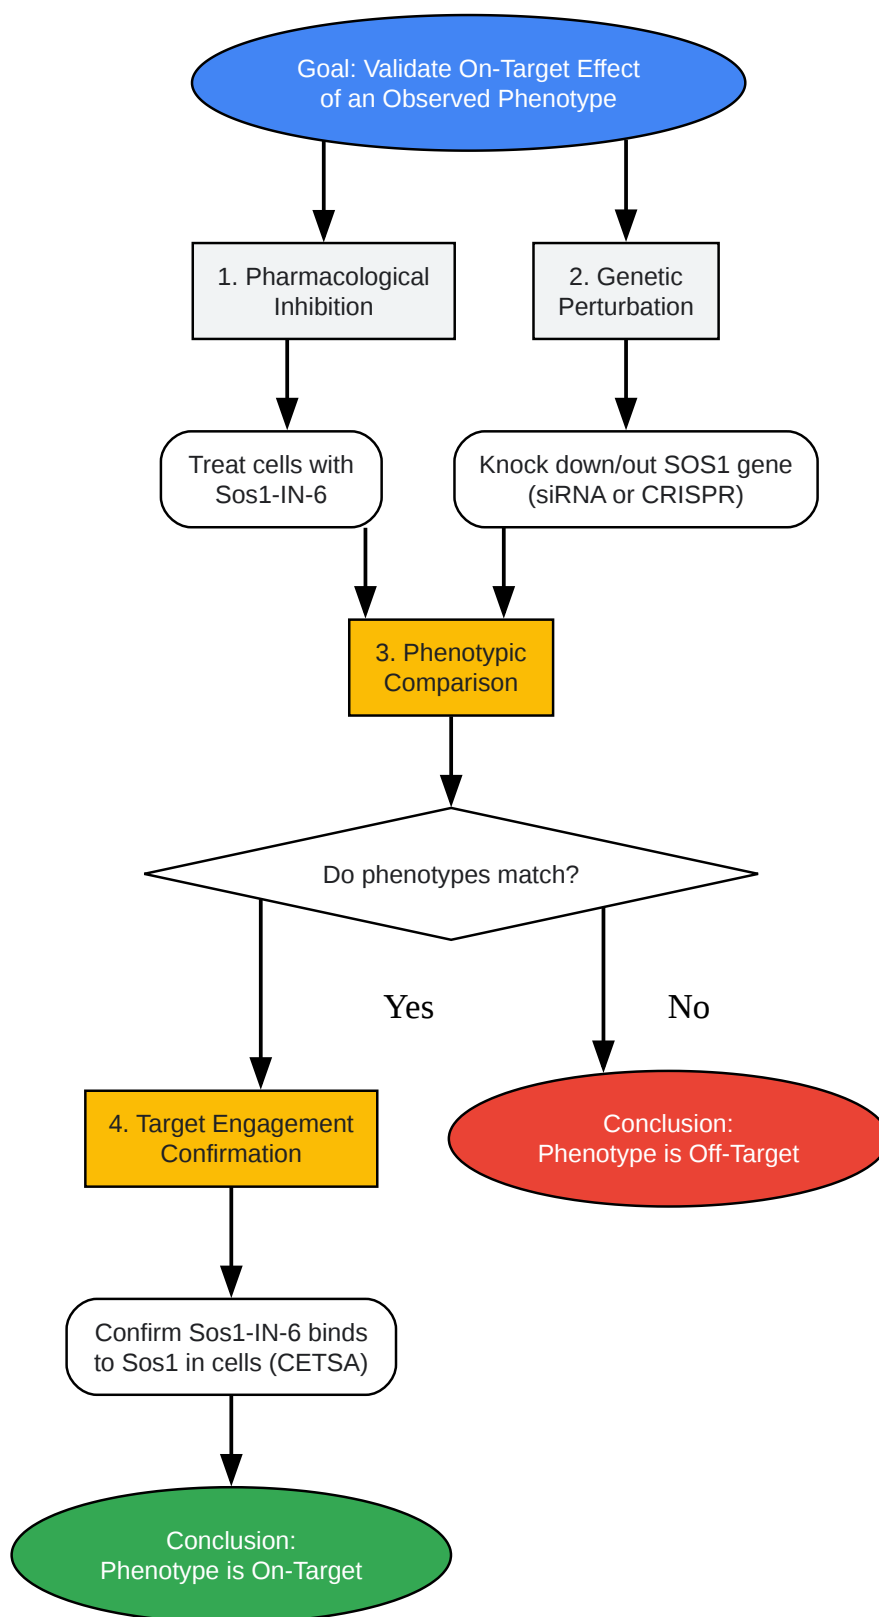 Goal: Validate On-Target Effect
of an Observed Phenotype
1. Pharmacological
Inhibition
2. Genetic
Perturbation
Treat cells with
Sos1-IN-6
Knock down/out SOS1 gene
(siRNA or CRISPR)
3. Phenotypic
Comparison
Do phenotypes match?
Yes
No
4. Target Engagement
Confirmation
Conclusion:
Phenotype is Off-Target
Confirm Sos1-IN-6 binds
to Sos1 in cells (CETSA)
Conclusion:
Phenotype is On-Target